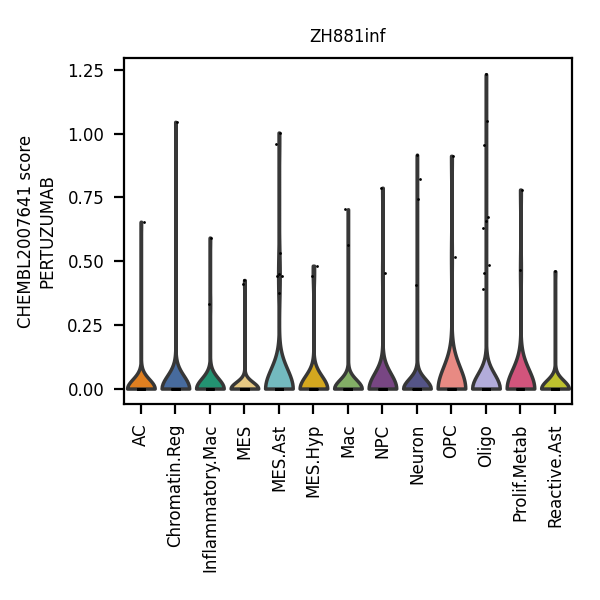 ZH881inf
CHEMBL2007641 score
PERTUZUMAB
1.25
1.00
0.75
0.50
0.25
0.00
AC
Chromatin.Reg
Inflammatory.Mac
MES
MES.Ast
MES.Hyp
Mac
NPC
Neuron
OPC
Oligo
Prolif.Metab
Reactive.Ast